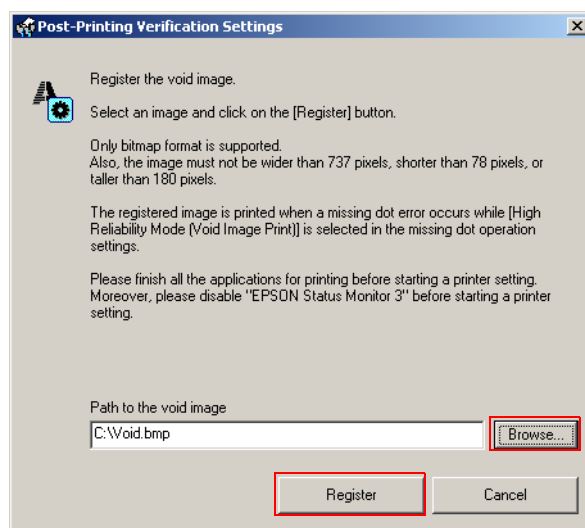 Post-Printing Verification Settings
Register the void image.
Select an image and click on the [Register] button.
Only bitmap format is supported.
Also, the image must not be wider than 737 pixels, shorter than 78 pixels, or
taller than 180 pixels.
The registered image is printed when a missing dot error occurs while [High
Reliability Mode (Void Image Print)] is selected in the missing dot operation
settings.
Please finish all the applications for printing before starting a printer setting.
Moreover, please disable "EPSON Status Monitor 3" before starting a printer
setting.
Path to the void image
C:\Void.bmp
Browse...
Register
Cancel